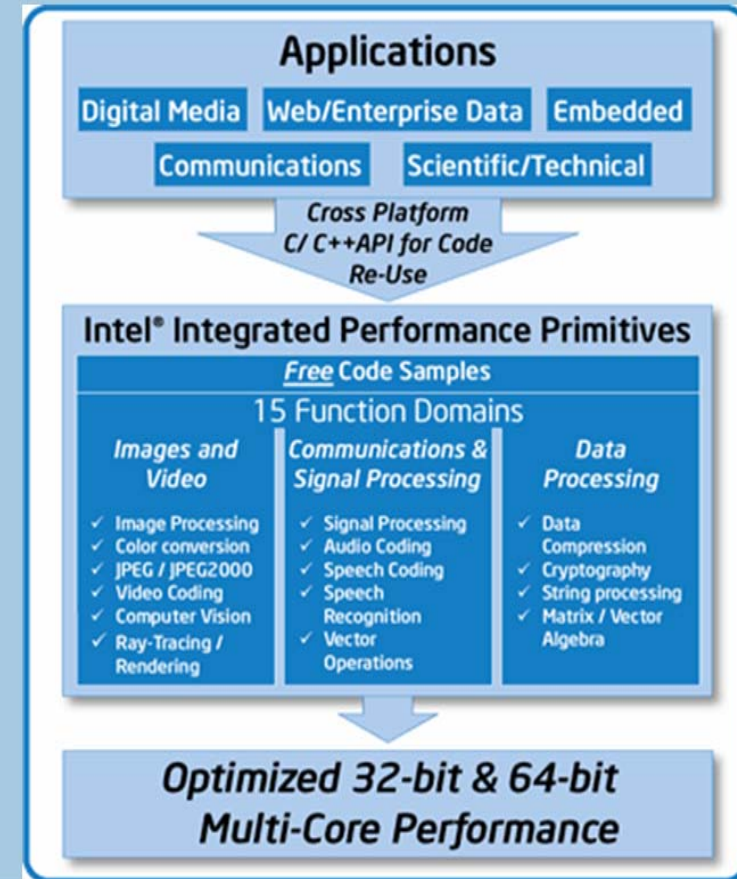 Applications
Digital Media
Web/Enterprise Data
Embedded
Communications
Scientific/Technical
Cross Platform
C/ C++API for Code
Re-Use
Intel® Integrated Performance Primitives
Free Code Samples
15 Function Domains
Images and
Video
✓ Image Processing
✓ Color conversion
✓ JPEG / JPEG2000
✓ Video Coding
✓ Computer Vision
✓ Ray-Tracing /
Rendering
Communications &
Signal Processing
✓ Signal Processing
✓ Audio Coding
✓ Speech Coding
✓ Speech
Recognition
✓ Vector
Operations
Data
Processing
✓ Data
Compression
✓ Cryptography
✓ String processing
✓ Matrix / Vector
Algebra
Optimized 32-bit & 64-bit
Multi-Core Performance